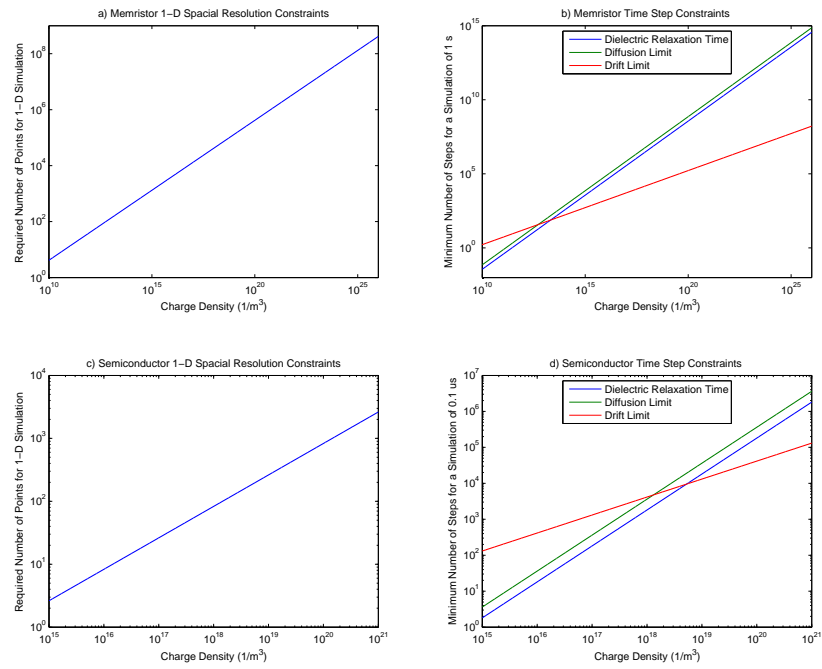 a) Memristor 1−D Spacial Resolution Constraints
10^8
10^6
10^4
10^2
10^0
Required Number of Points for 1−D Simulation
10^10
10^15
10^20
10^25
Charge Density (1/m^3)
b) Memristor Time Step Constraints
Dielectric Relaxation Time
Diffusion Limit
Drift Limit
10^15
10^10
10^5
10^0
Minimum Number of Steps for a Simulation of 1 s
10^10
10^15
10^20
10^25
Charge Density (1/m^3)
c) Semiconductor 1−D Spacial Resolution Constraints
10^4
10^3
10^2
10^1
10^0
Required Number of Points for 1−D Simulation
10^15
10^16
10^17
10^18
10^19
10^20
10^21
Charge Density (1/m^3)
d) Semiconductor Time Step Constraints
Dielectric Relaxation Time
Diffusion Limit
Drift Limit
10^7
10^6
10^5
10^4
10^3
10^2
10^1
10^0
Minimum Number of Steps for a Simulation of 0.1 us
10^15
10^16
10^17
10^18
10^19
10^20
10^21
Charge Density (1/m^3)